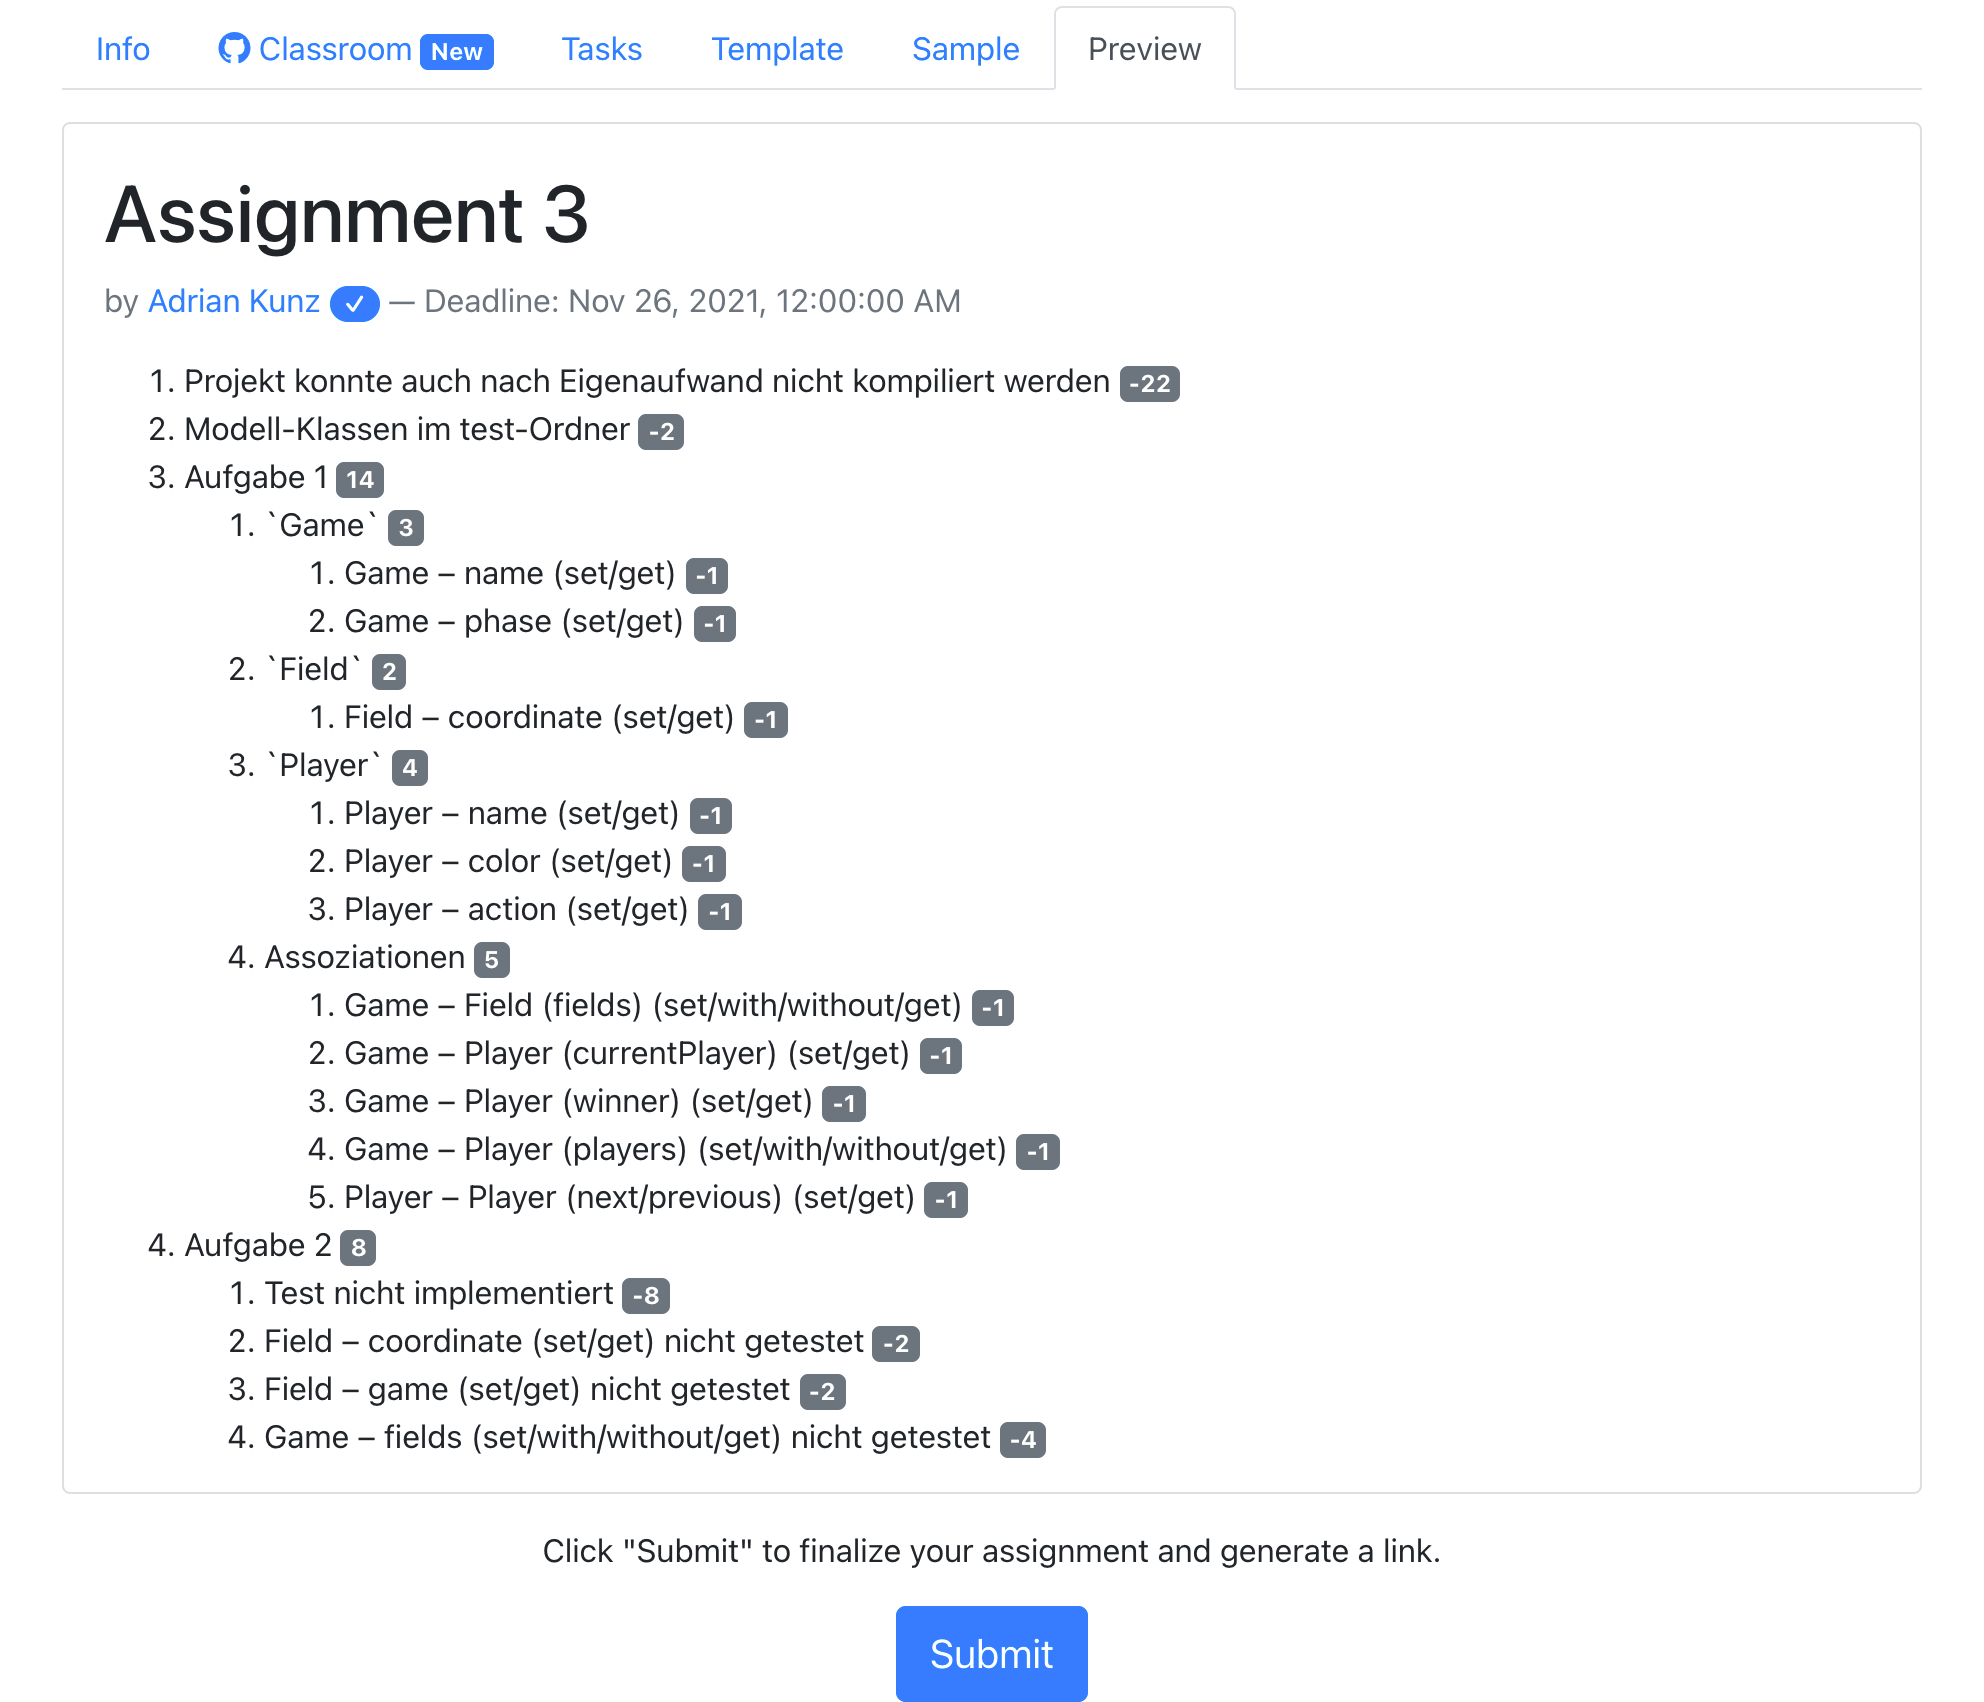 Info Classroom New Tasks Template Sample Preview
Assignment 3
by Adrian Kunz — Deadline: Nov 26, 2021, 12:00:00 AM
1. Projekt konnte auch nach Eigenaufwand nicht kompiliert werden -22
2. Modell-Klassen im test-Ordner -2
3. Aufgabe 1 14
1. `Game` 3
1. Game – name (set/get) -1
2. Game – phase (set/get) -1
2. `Field` 2
1. Field – coordinate (set/get) -1
3. `Player` 4
1. Player – name (set/get) -1
2. Player – color (set/get) -1
3. Player – action (set/get) -1
4. Assoziationen 5
1. Game – Field (fields) (set/with/without/get) -1
2. Game – Player (currentPlayer) (set/get) -1
3. Game – Player (winner) (set/get) -1
4. Game – Player (players) (set/with/without/get) -1
5. Player – Player (next/previous) (set/get) -1
4. Aufgabe 2 8
1. Test nicht implementiert -8
2. Field – coordinate (set/get) nicht getestet -2
3. Field – game (set/get) nicht getestet -2
4. Game – fields (set/with/without/get) nicht getestet -4
Click "Submit" to finalize your assignment and generate a link.
Submit